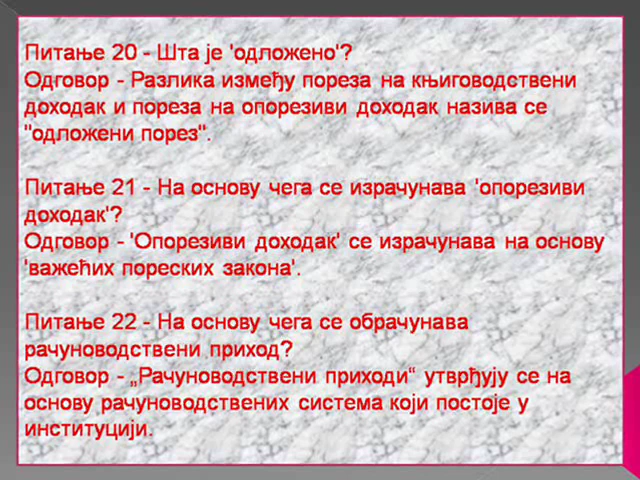 Питање 20 - Шта је 'одложено'?
Одговор - Разлика између пореза на књиговодствени
доходак и пореза на опорезиви доходак назива се
"одложени порез".
Питање 21 - На основу чега се израчунава 'опорезиви
доходак'?
Одговор - 'Опорезиви доходак' се израчунава на основу
'важећих пореских закона'.
Питање 22 - На основу чега се обрачунава
рачуноводствени приход?
Одговор - „Рачуноводствени приходи“ утврђују се на
основу рачуноводствених система који постоје у
институцији.